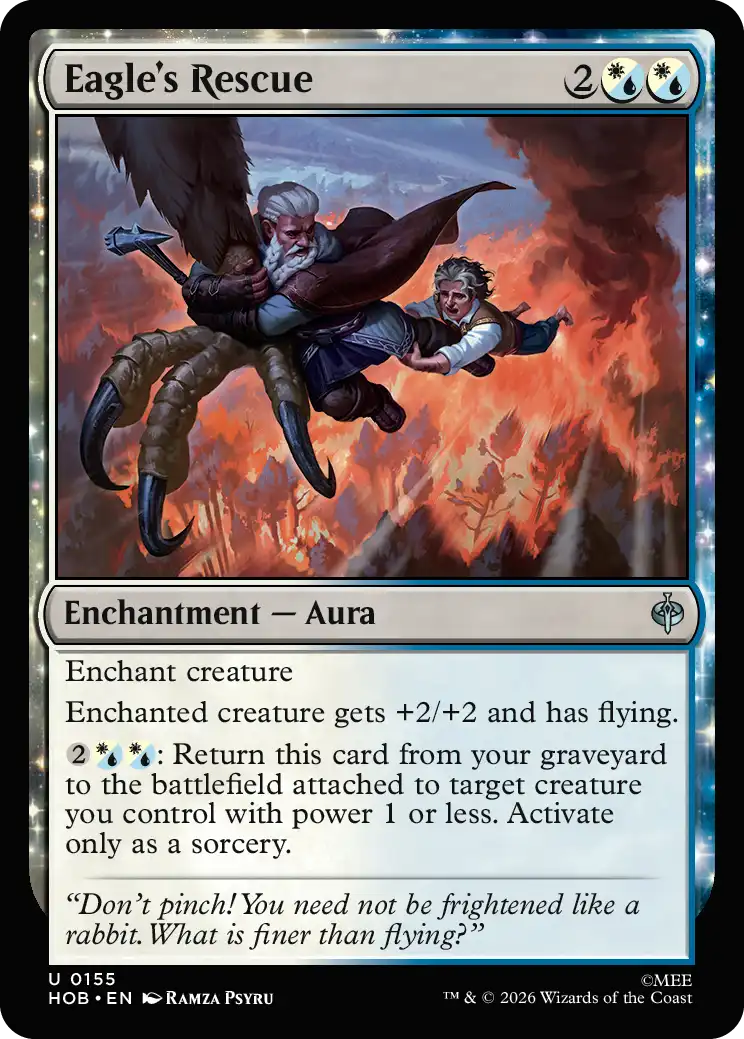 Eagle's Rescue 2
Enchantment — Aura
Enchant creature
Enchanted creature gets +2/+2 and has flying.
2: Return this card from your graveyard
to the battlefield attached to target creature
you control with power 1 or less. Activate
only as a sorcery.
“Don't pinch! You need not be frightened like a
rabbit. What is finer than flying?”
U 0155
HOB • EN Ramza Psyru
©MEE
™ & © 2026 Wizards of the Coast